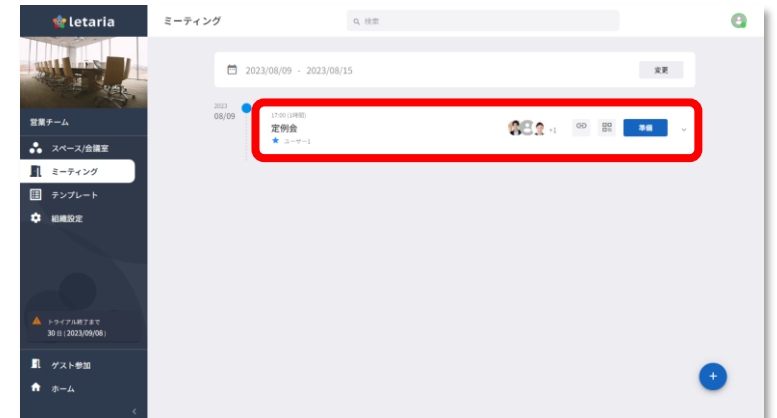 letaria
ミーティング
検索
2023/08/09 - 2023/08/15
変更
営業チーム
2023
08/09
17:00 (1時間)
定例会
ユーザー1
+1
準備
スペース/会議室
ミーティング
テンプレート
組織設定
トライアル終了まで
30 日 ( 2023/09/08 )
ゲスト参加
ホーム